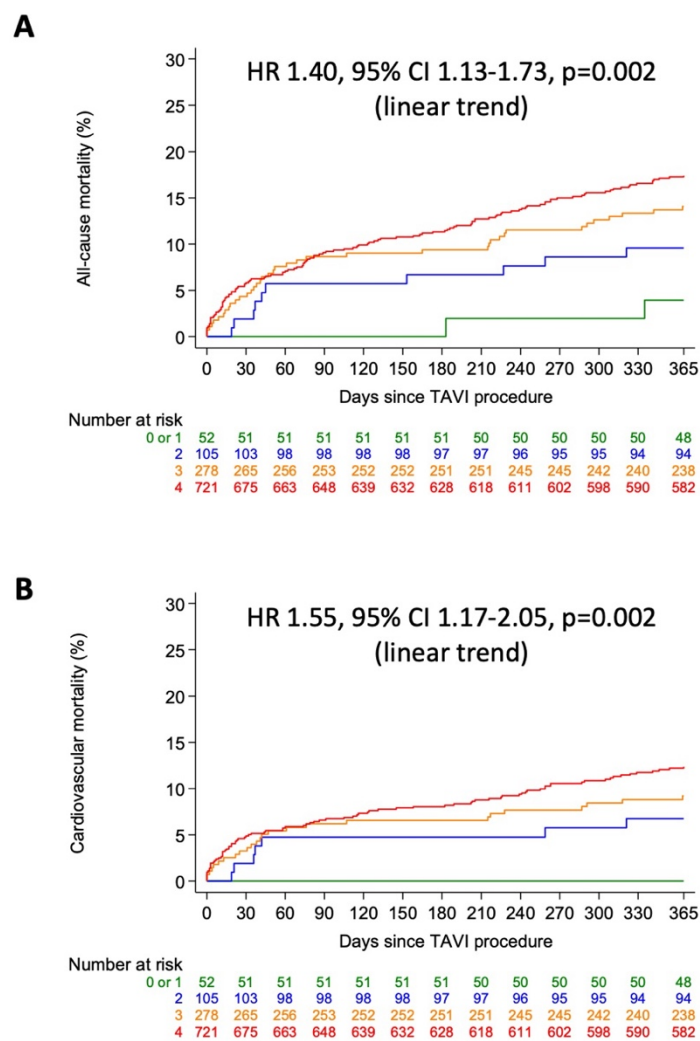 A
HR 1.40, 95% CI 1.13-1.73, p=0.002
(linear trend)
All-cause mortality (%)
30
25
20
15
10
5
0
0 30 60 90 120 150 180 210 240 270 300 330 365
Days since TAVI procedure
Number at risk
0 or 1 52 51 51 51 51 51 51 50 50 50 50 50 48
2 105 103 98 98 98 98 97 97 96 95 95 94 94
3 278 265 256 253 252 252 251 251 245 245 242 240 238
4 721 675 663 648 639 632 628 618 611 602 598 590 582
B
HR 1.55, 95% CI 1.17-2.05, p=0.002
(linear trend)
Cardiovascular mortality (%)
30
25
20
15
10
5
0
0 30 60 90 120 150 180 210 240 270 300 330 365
Days since TAVI procedure
Number at risk
0 or 1 52 51 51 51 51 51 51 50 50 50 50 50 48
2 105 103 98 98 98 98 97 97 96 95 95 94 94
3 278 265 256 253 252 252 251 251 245 245 242 240 238
4 721 675 663 648 639 632 628 618 611 602 598 590 582